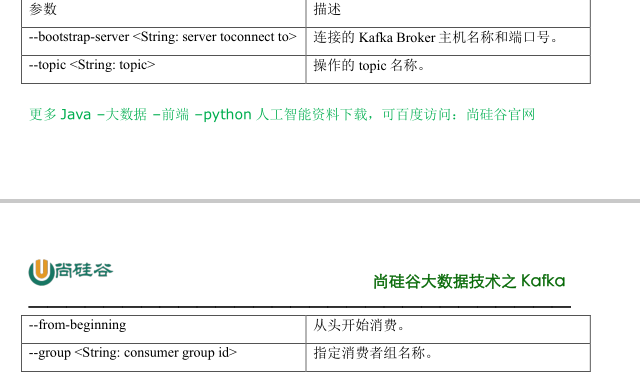 参数 描述
--bootstrap-server <String: server toconnect to> 连接的 Kafka Broker 主机名称和端口号。
--topic <String: topic> 操作的 topic 名称。
更多 Java –大数据 –前端 –python 人工智能资料下载，可百度访问：尚硅谷官网
尚硅谷
尚硅谷大数据技术之 Kafka
--from-beginning 从头开始消费。
--group <String: consumer group id> 指定消费者组名称。